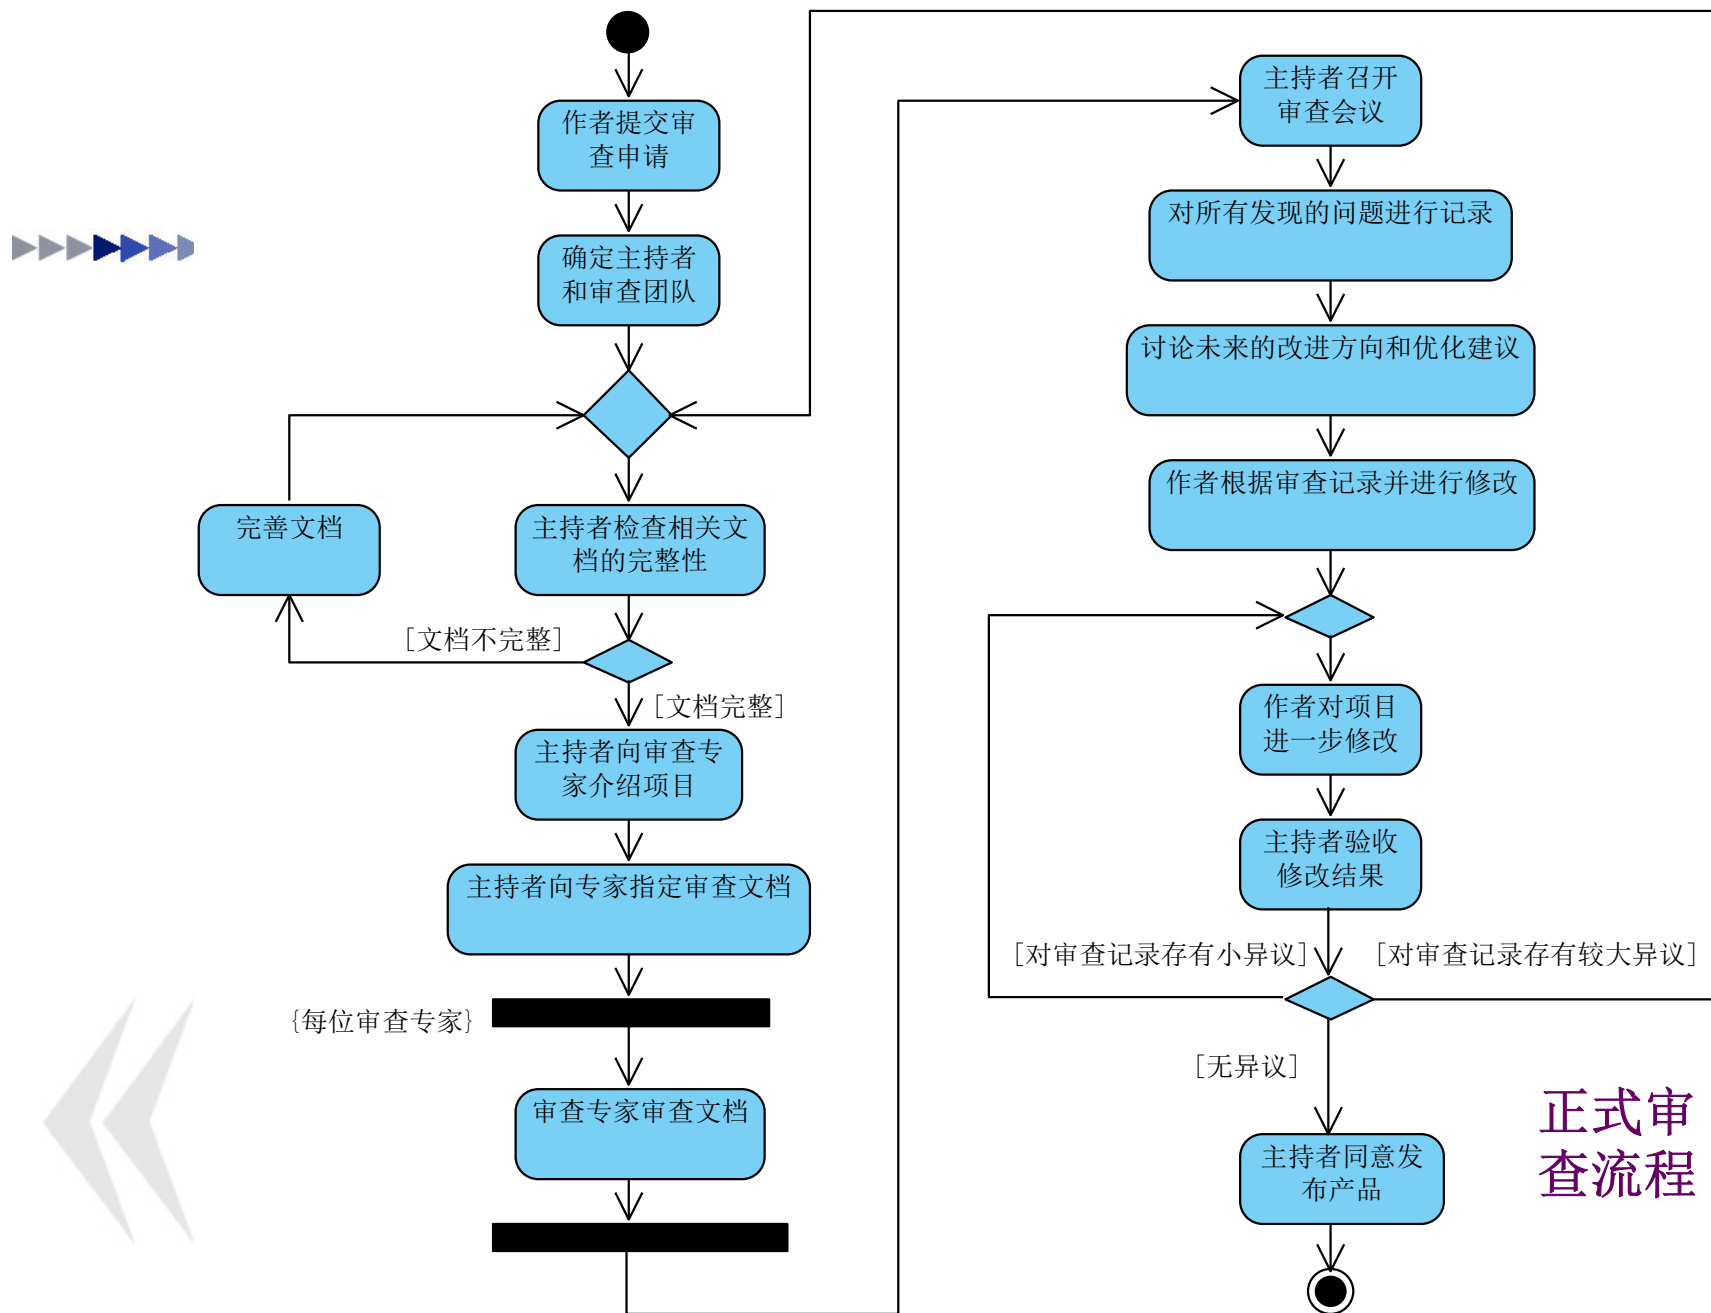 作者提交审
查申请
确定主持者
和审查团队
完善文档
主持者检查相关文
档的完整性
[文档不完整]
[文档完整]
主持者向审查专
家介绍项目
主持者向专家指定审查文档
{每位审查专家}
审查专家审查文档
主持者召开
审查会议
对所有发现的问题进行记录
讨论未来的改进方向和优化建议
作者根据审查记录并进行修改
作者对项目
进一步修改
主持者验收
修改结果
[对审查记录存有小异议]
[对审查记录存有较大异议]
[无异议]
主持者同意发
布产品
正式审
查流程